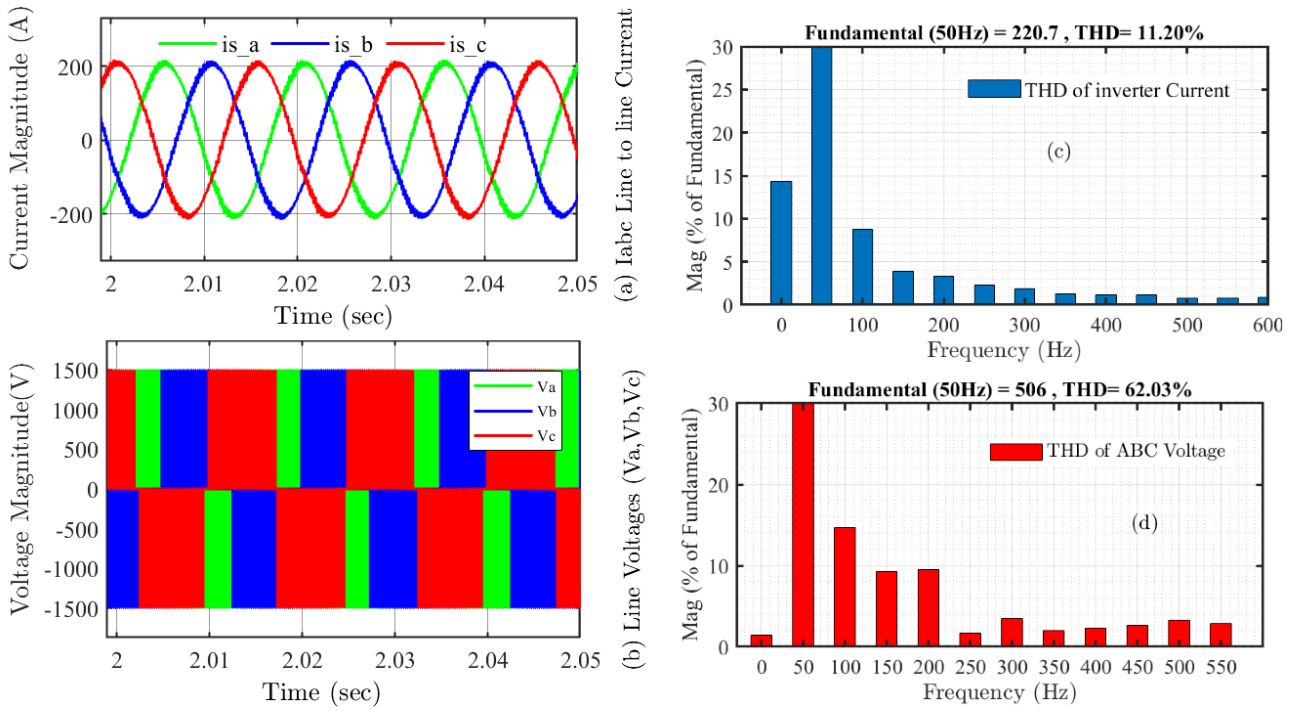 Current Magnitude (A)
200
0
-200
is_a is_b is_c
2 2.01 2.02 2.03 2.04 2.05
Time (sec)
(a) Iabc Line to line Current
Fundamental (50Hz) = 220.7 , THD= 11.20%
Mag (% of Fundamental)
30
25
20
15
10
5
0
THD of inverter Current
(c)
0 100 200 300 400 500 600
Frequency (Hz)
Voltage Magnitude(V)
1500
1000
500
0
-500
-1000
-1500
Va
Vb
Vc
2 2.01 2.02 2.03 2.04 2.05
Time (sec)
(b) Line Voltages (Va,Vb,Vc)
Fundamental (50Hz) = 506 , THD= 62.03%
Mag (% of Fundamental)
30
20
10
0
THD of ABC Voltage
(d)
0 50 100 150 200 250 300 350 400 450 500 550
Frequency (Hz)